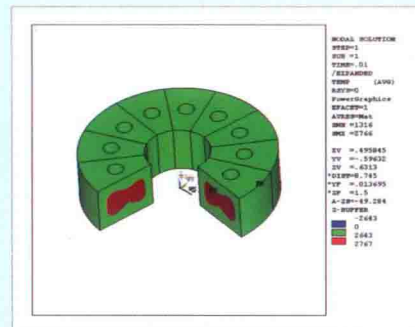 NODAL SOLUTION
STEP=1
SUB =1
TIME=.01
/EXPANDED
TEMP (AVG)
RSYS=0
PowerGraphics
EFACET=1
AVRES=Mat
SMN =1316
SMX =2766
XV =.495845
YV =-.59632
ZV =.6313
*DIST=8.745
*YF =.013695
*ZF =1.5
A-ZS=-49.284
Z-BUFFER
-2643
0
2643
2767